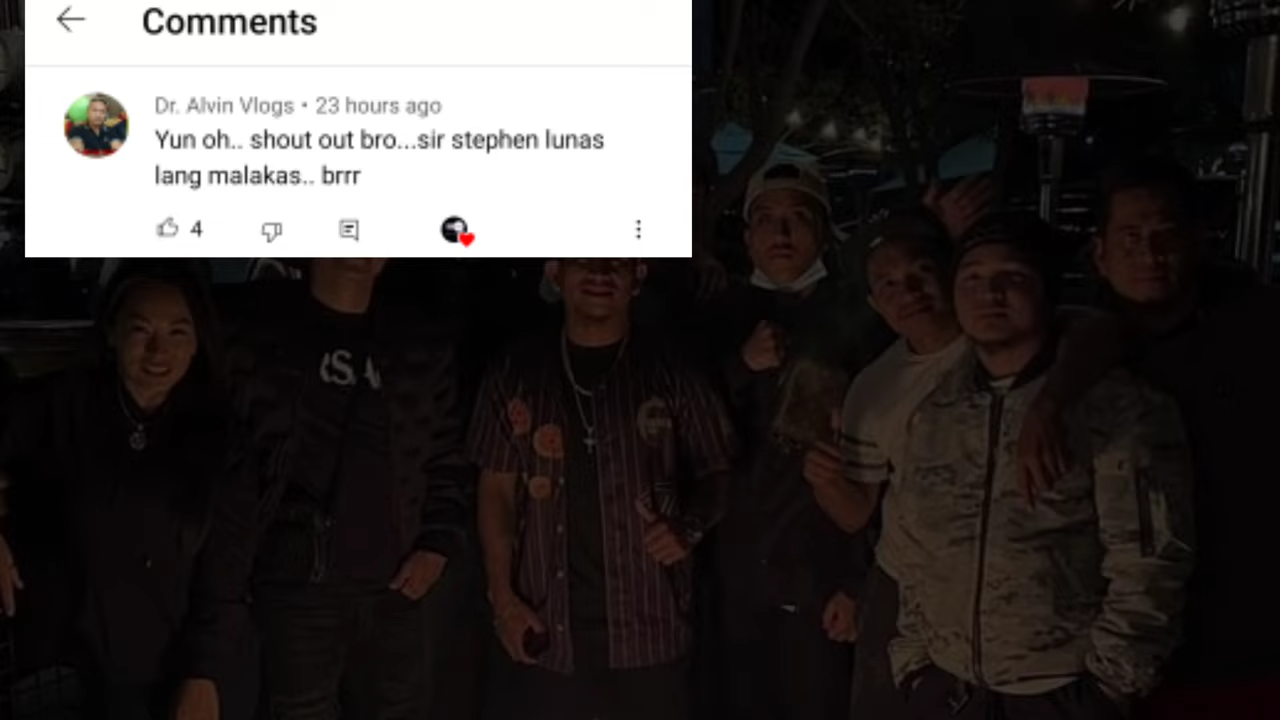 Comments
Dr. Alvin Vlogs • 23 hours ago
Yun oh.. shout out bro...sir stephen lunas
lang malakas.. brrr
4